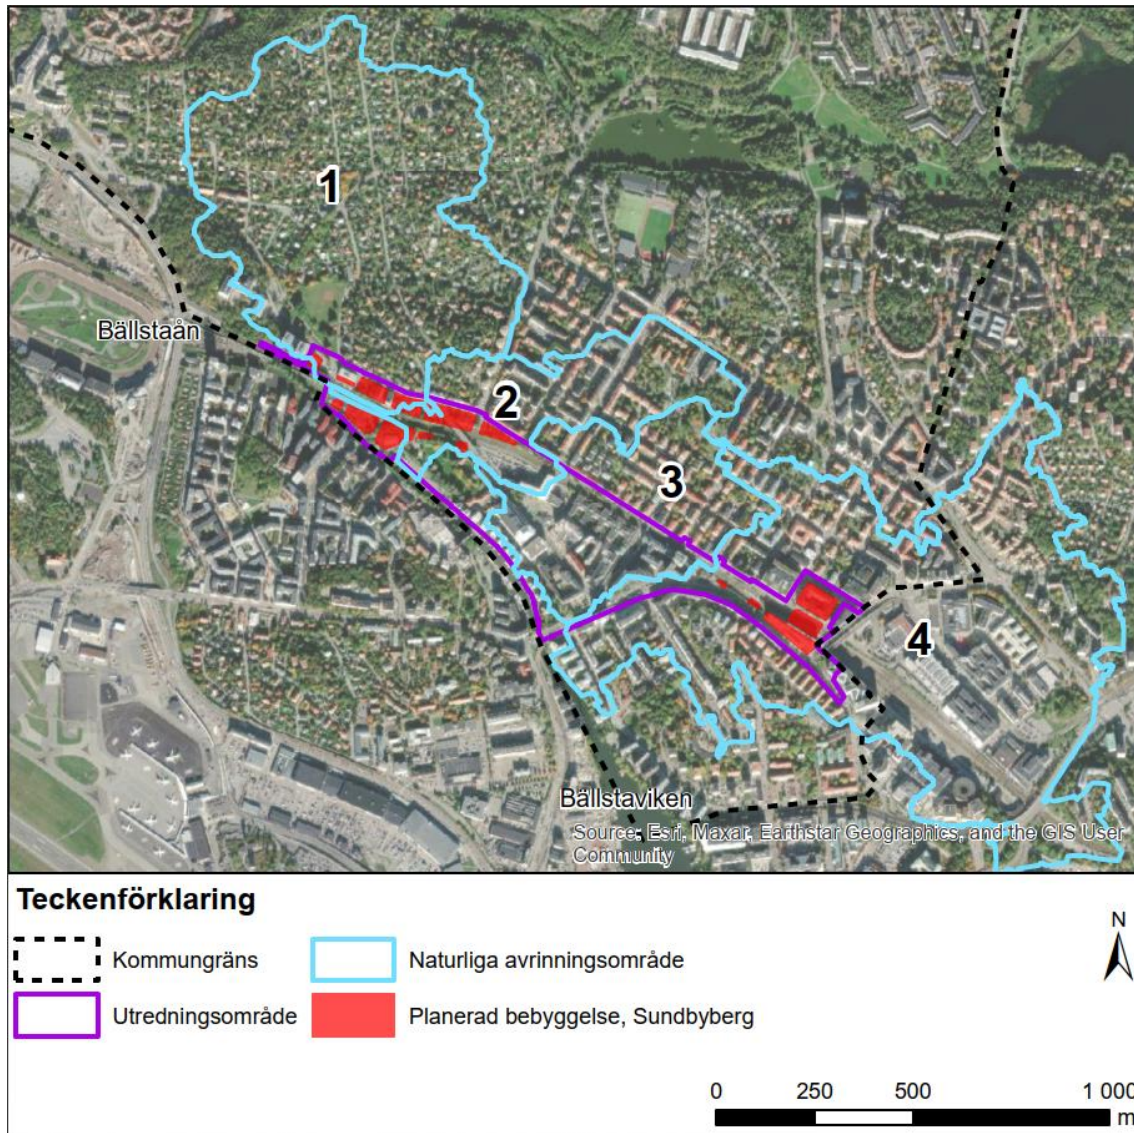 1
Bällstaån
2
3
4
Bällstaviken
Source: Esri, Maxar, Earthstar Geographics, and the GIS User
Community
Teckenförklaring
Kommungräns
Naturliga avrinningsområde
Utredningsområde
Planerad bebyggelse, Sundbyberg
N
0 250 500 1 000
m